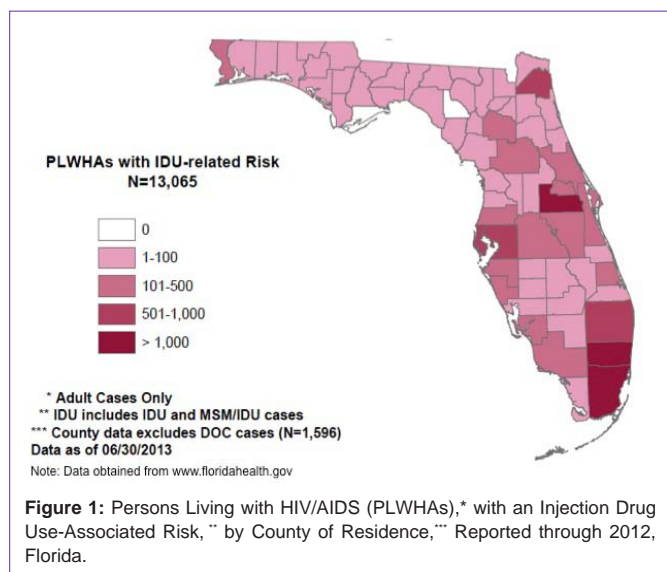 PLWHAs with IDU-related Risk
N=13,065
0
1-100
101-500
501-1,000
> 1,000
* Adult Cases Only
** IDU includes IDU and MSM/IDU cases
*** County data excludes DOC cases (N=1,596)
Data as of 06/30/2013
Note: Data obtained from www.floridahealth.gov
Figure 1: Persons Living with HIV/AIDS (PLWHAs),* with an Injection Drug
Use-Associated Risk, ** by County of Residence,*** Reported through 2012,
Florida.